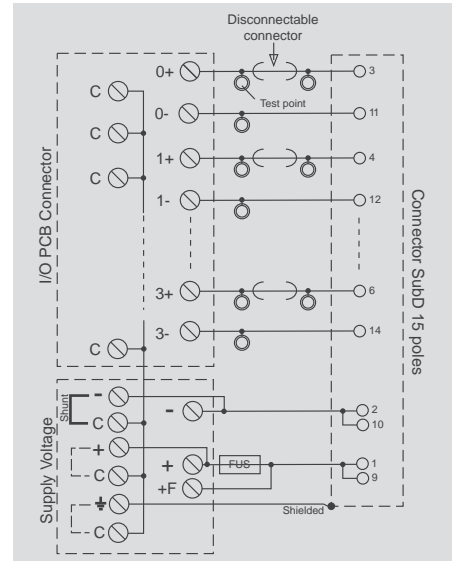 Disconnectable
connector
0+
3
Test point
C
0-
11
C
1+
4
C
1-
12
I/O PCB Connector
Connector SubD 15 poles
3+
6
3-
14
C
Supply Voltage
Shunt
-
C
-
2
10
+
+
FUS
1
C
+F
9
Shielded
C